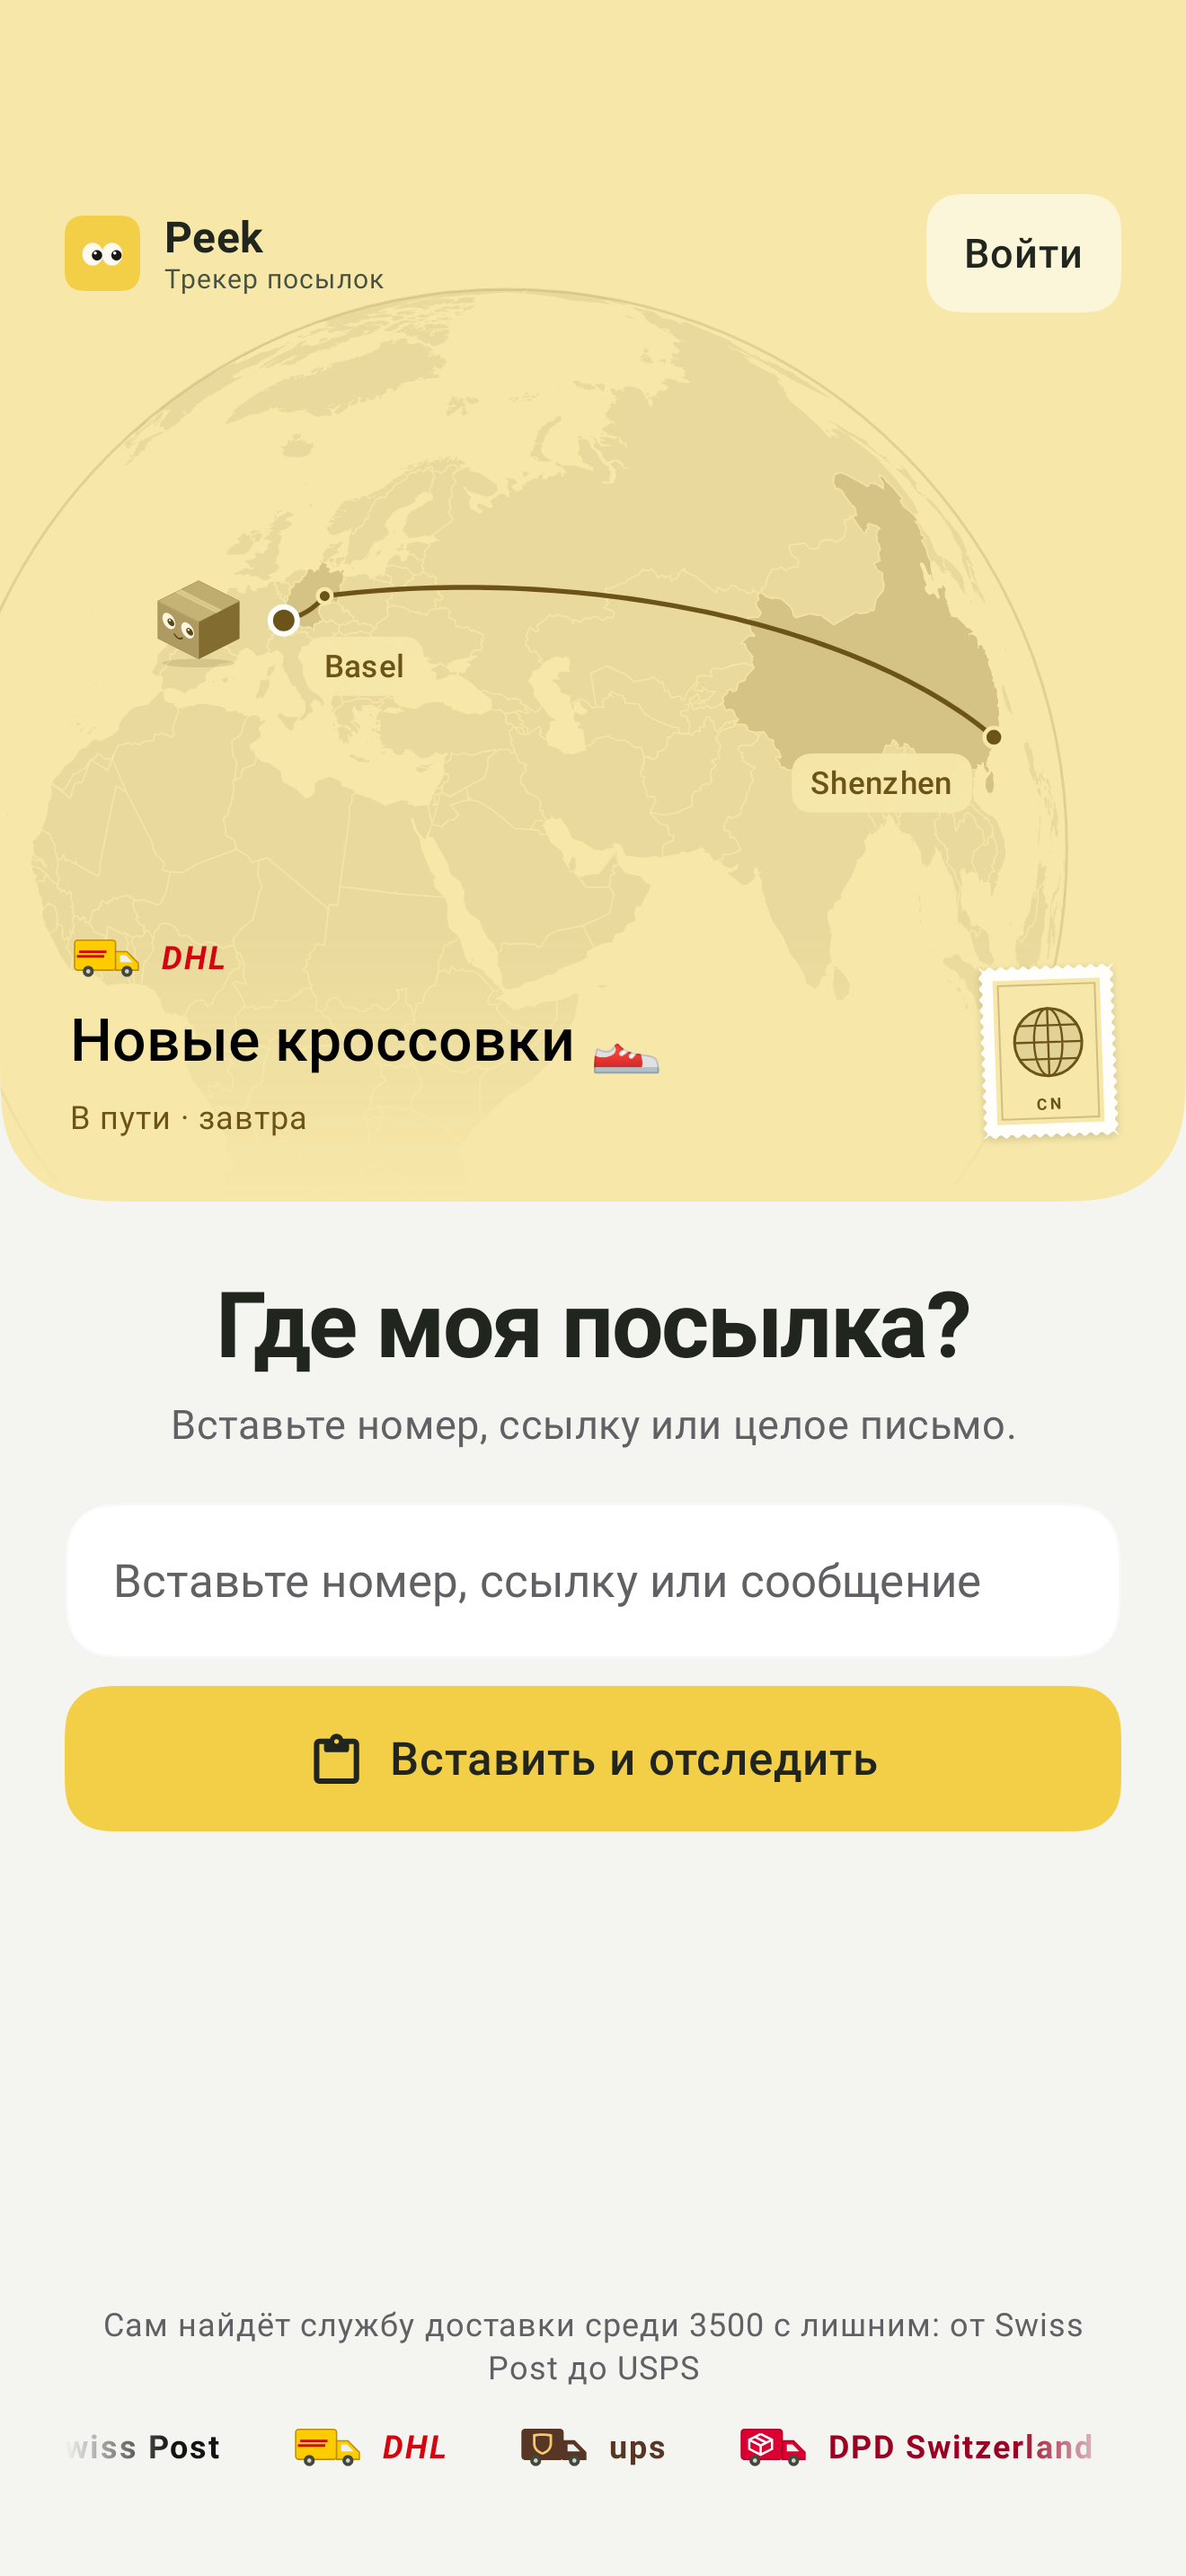 Peek
Трекер посылок
Войти
Basel
Shenzhen
DHL
Новые кроссовки
В пути · завтра
CN
Где моя посылка?
Вставьте номер, ссылку или целое письмо.
Вставьте номер, ссылку или сообщение
Вставить и отследить
Сам найдёт службу доставки среди 3500 с лишним: от Swiss
Post до USPS
wiss Post
DHL
ups
DPD Switzerland